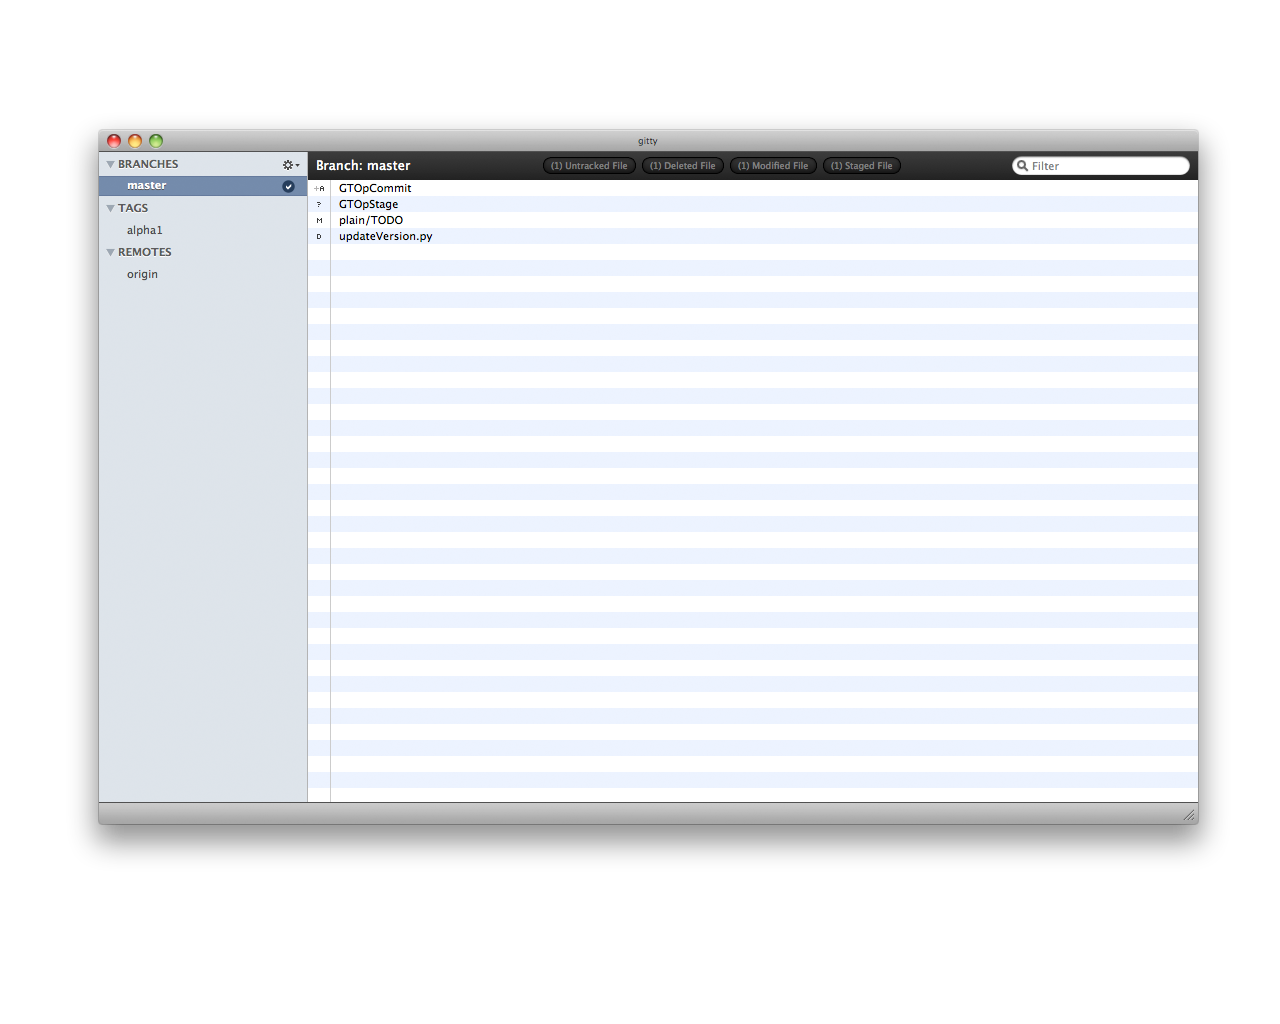 gitty
BRANCHES
master
TAGS
alpha1
REMOTES
origin
Branch: master
(1) Untracked File
(1) Deleted File
(1) Modified File
(1) Staged File
Filter
+A GTOpCommit
? GTOpStage
M plain/TODO
D updateVersion.py